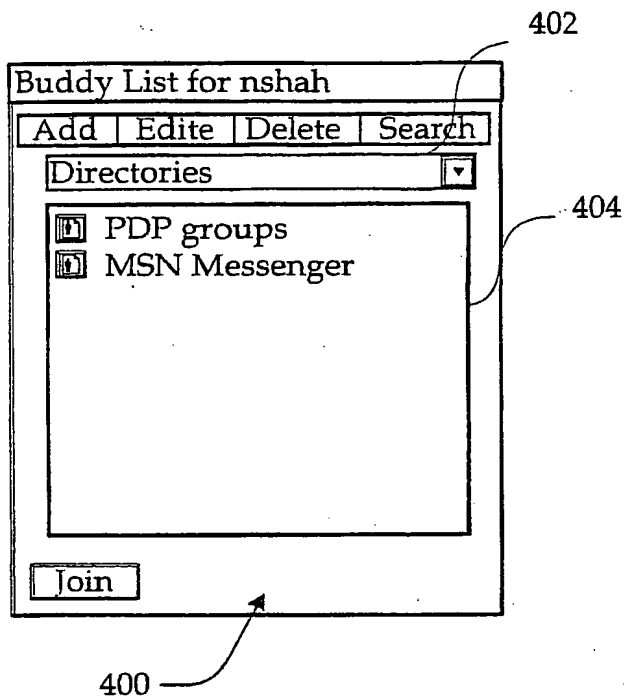 402
Buddy List for nshah
Add Edite Delete Search
Directories
404
PDP groups
MSN Messenger
Join
400